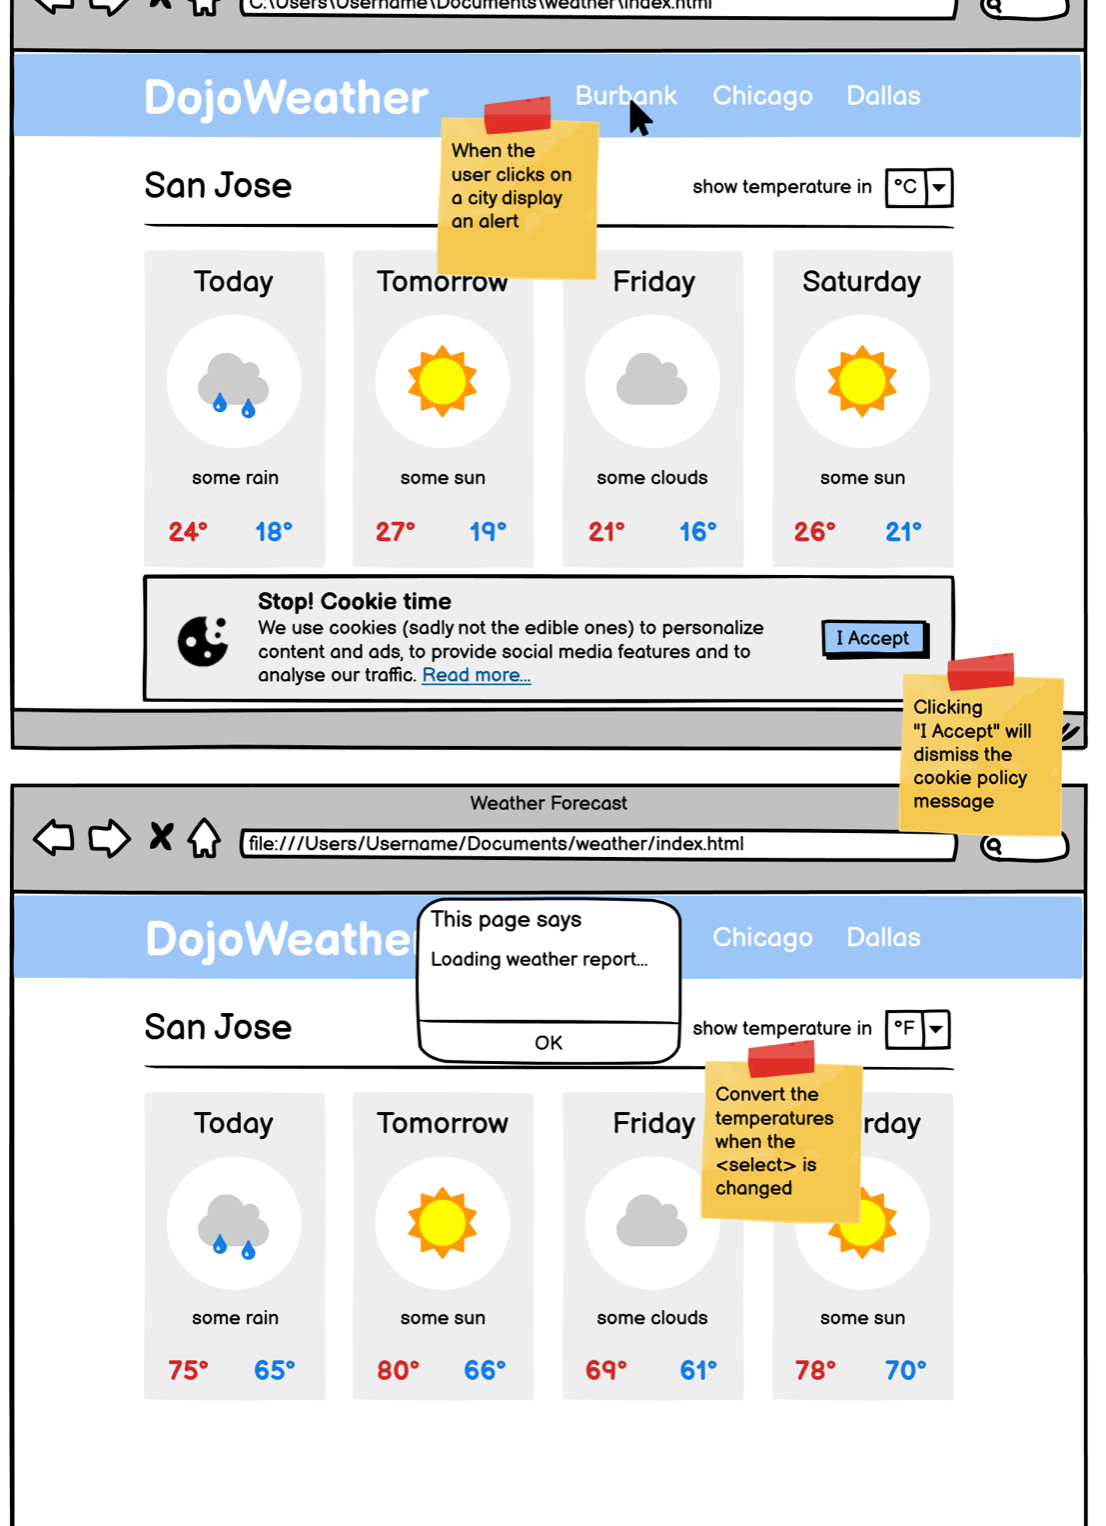 C:\Users\Username\Documents\weather\index.html
DojoWeather
Burbank Chicago Dallas
When the
user clicks on
a city display
an alert
San Jose
show temperature in °C
Today Tomorrow Friday Saturday
some rain some sun some clouds some sun
24° 18° 27° 19° 21° 16° 26° 21°
Stop! Cookie time
We use cookies (sadly not the edible ones) to personalize
content and ads, to provide social media features and to
analyse our traffic. Read more...
I Accept
Clicking
"I Accept" will
dismiss the
cookie policy
message
Weather Forecast
file:///Users/Username/Documents/weather/index.html
DojoWeather
Chicago Dallas
This page says
Loading weather report...
OK
San Jose
show temperature in °F
Convert the
temperatures
when the
<select> is
changed
Today Tomorrow Friday rday
some rain some sun some clouds some sun
75° 65° 80° 66° 69° 61° 78° 70°